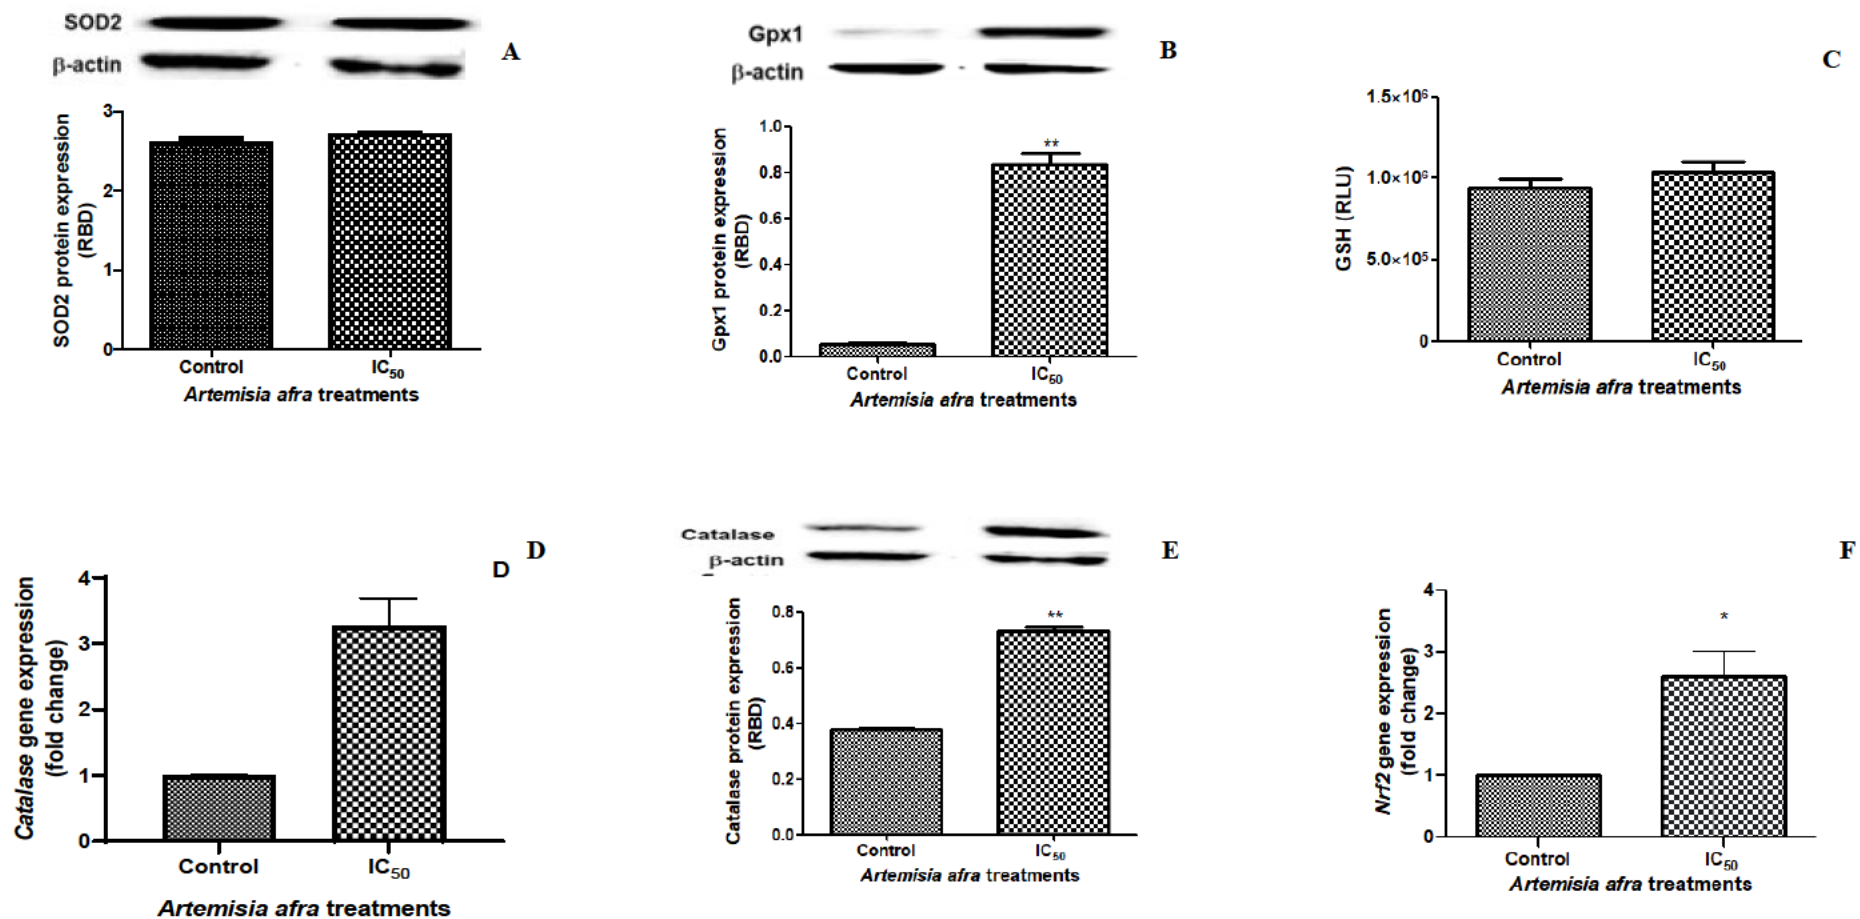 SOD2
β-actin
A
3
2
1
0
SOD2 protein expression
(RBD)
Control
IC50
Artemisia afra treatments
Gpx1
β-actin
B
1.0
0.8
0.6
0.4
0.2
0.0
Gpx1 protein expression
(RBD)
**
Control
IC50
Artemisia afra treatments
C
1.5×10⁶
1.0×10⁶
5.0×10⁵
0
GSH (RLU)
Control
IC50
Artemisia afra treatments
D
D
4
3
2
1
0
Catalase gene expression
(fold change)
Control
IC50
Artemisia afra treatments
Catalase
β-actin
E
0.8
0.6
0.4
0.2
0.0
Catalase protein expression
(RBD)
**
Control
IC50
Artemisia afra treatments
F
4
3
2
1
0
Nrf2 gene expression
(fold change)
*
Control
IC50
Artemisia afra treatments